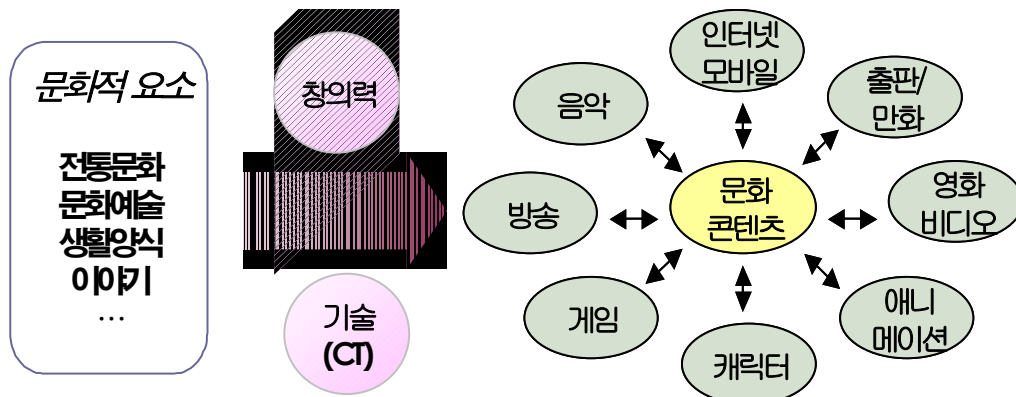 문화적 요소
전통문화
문화예술
생활양식
이야기
...
창의력
기술
(CT)
인터넷
모바일
음악
출판/
만화
방송
문화
콘텐츠
영화
비디오
게임
애니
메이션
캐릭터